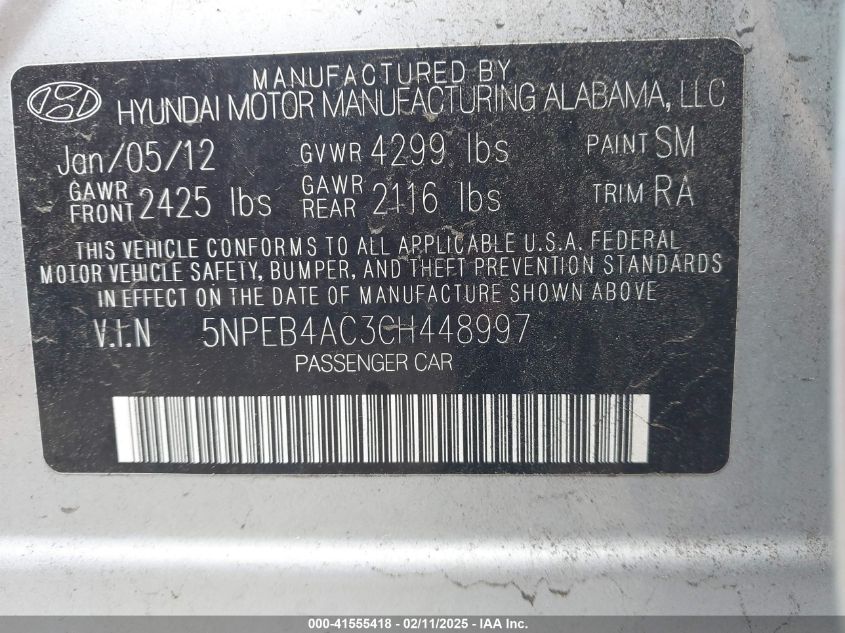 MANUFACTURED BY
HYUNDAI MOTOR MANUFACTURING ALABAMA, LLC
Jan/05/12 GVWR 4299 lbs PAINT SM
GAWR FRONT 2425 lbs GAWR REAR 2116 lbs TRIM RA
THIS VEHICLE CONFORMS TO ALL APPLICABLE U.S.A. FEDERAL
MOTOR VEHICLE SAFETY, BUMPER, AND THEFT PREVENTION STANDARDS
IN EFFECT ON THE DATE OF MANUFACTURE SHOWN ABOVE
V.I.N 5NPEB4AC3CH448997
PASSENGER CAR
000-41555418 - 02/11/2025 - IAA Inc.